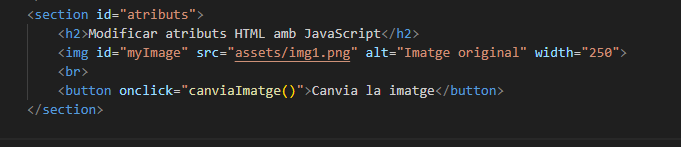 <section id="atributs">
<h2>Modificar atributs HTML amb JavaScript</h2>
<img id="myImage" src="assets/img1.png" alt="Imatge original" width="250">
<br>
<button onclick="canviaImatge()">Canvia la imatge</button>
</section>